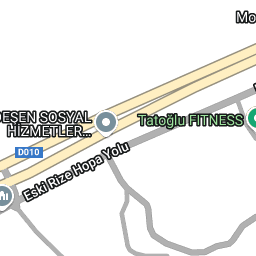 Mo
DESEN SOSYAL
HİZMETLER...
Tatoğlu FITNESS
D010
Eski Rize Hopa Yolu